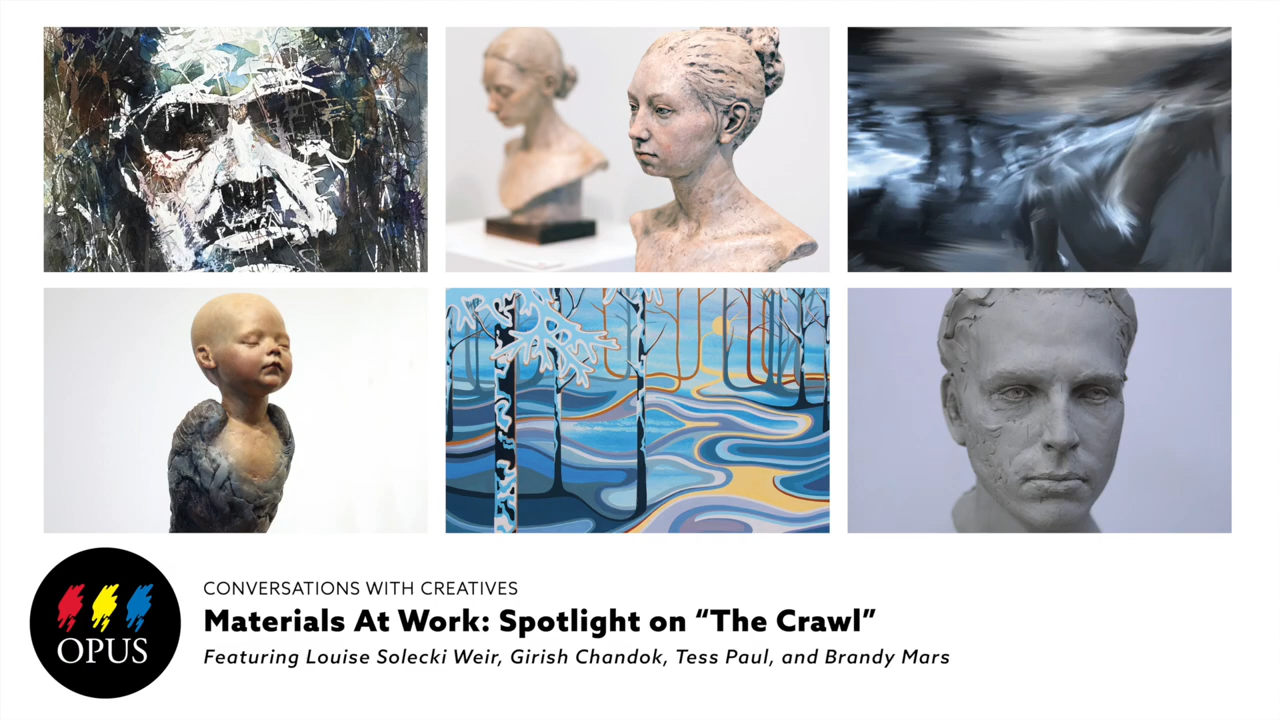 OPUS
CONVERSATIONS WITH CREATIVES
Materials At Work: Spotlight on “The Crawl”
Featuring Louise Solecki Weir, Girish Chandok, Tess Paul, and Brandy Mars